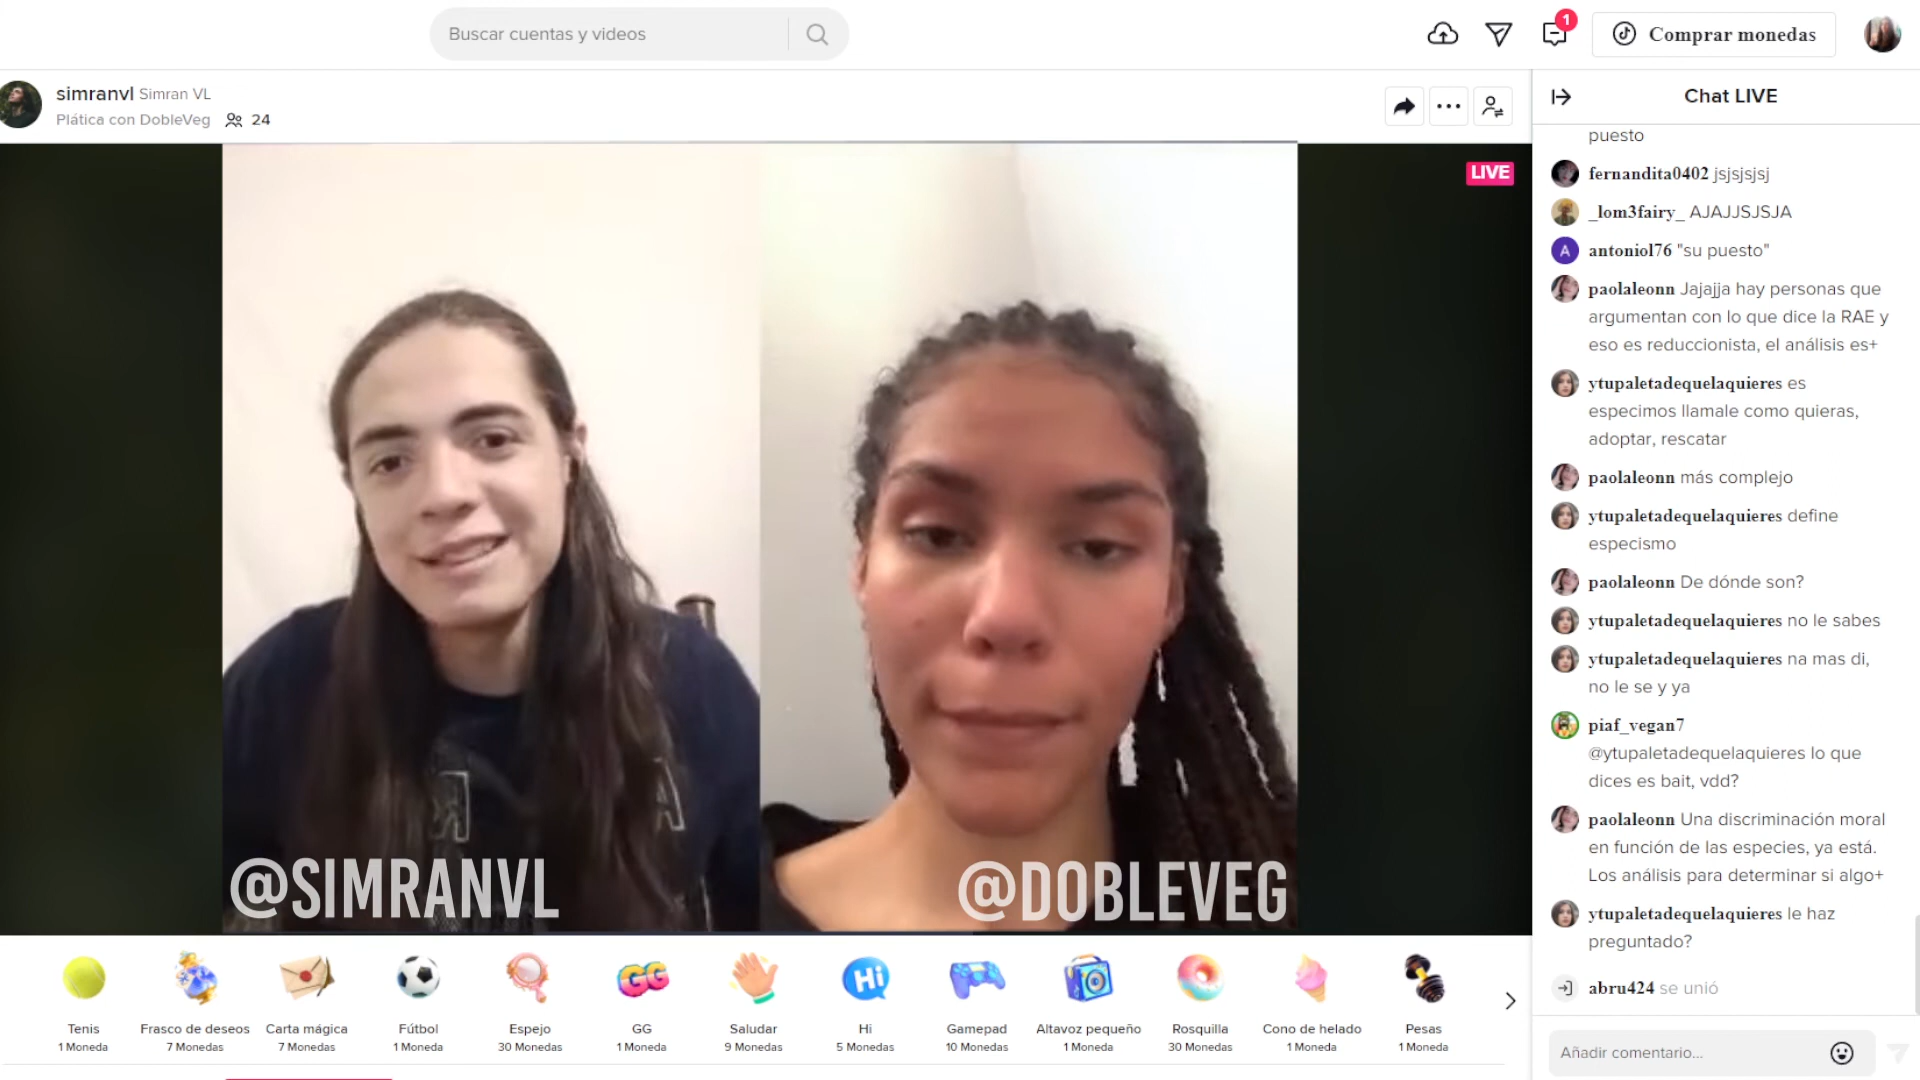 Buscar cuentas y videos
1
Comprar monedas
simranvl Simran VL
Plática con DobleVeg 24
LIVE
@SIMRANVL
@DOBLEVEG
Tenis
1 Moneda
Frasco de deseos
7 Monedas
Carta mágica
7 Monedas
Fútbol
1 Moneda
Espejo
30 Monedas
GG
GG
1 Moneda
Saludar
9 Monedas
Hi
Hi
5 Monedas
Gamepad
10 Monedas
Altavoz pequeño
1 Moneda
Rosquilla
30 Monedas
Cono de helado
1 Moneda
Pesas
1 Moneda
Chat LIVE
puesto
fernandita0402 jsjsjsjsj
_lom3fairy_ AJAJJSJSJA
A
antoniol76 "su puesto"
paolaleonn Jajajja hay personas que
argumentan con lo que dice la RAE y
eso es reduccionista, el análisis es+
ytupaletadequelaquieres es
especimos llamale como quieras,
adoptar, rescatar
paolaleonn más complejo
ytupaletadequelaquieres define
especismo
paolaleonn De dónde son?
ytupaletadequelaquieres no le sabes
ytupaletadequelaquieres na mas di,
no le se y ya
piaf_vegan7
@ytupaletadequelaquieres lo que
dices es bait, vdd?
paolaleonn Una discriminación moral
en función de las especies, ya está.
Los análisis para determinar si algo+
ytupaletadequelaquieres le haz
preguntado?
abru424 se unió
Añadir comentario...